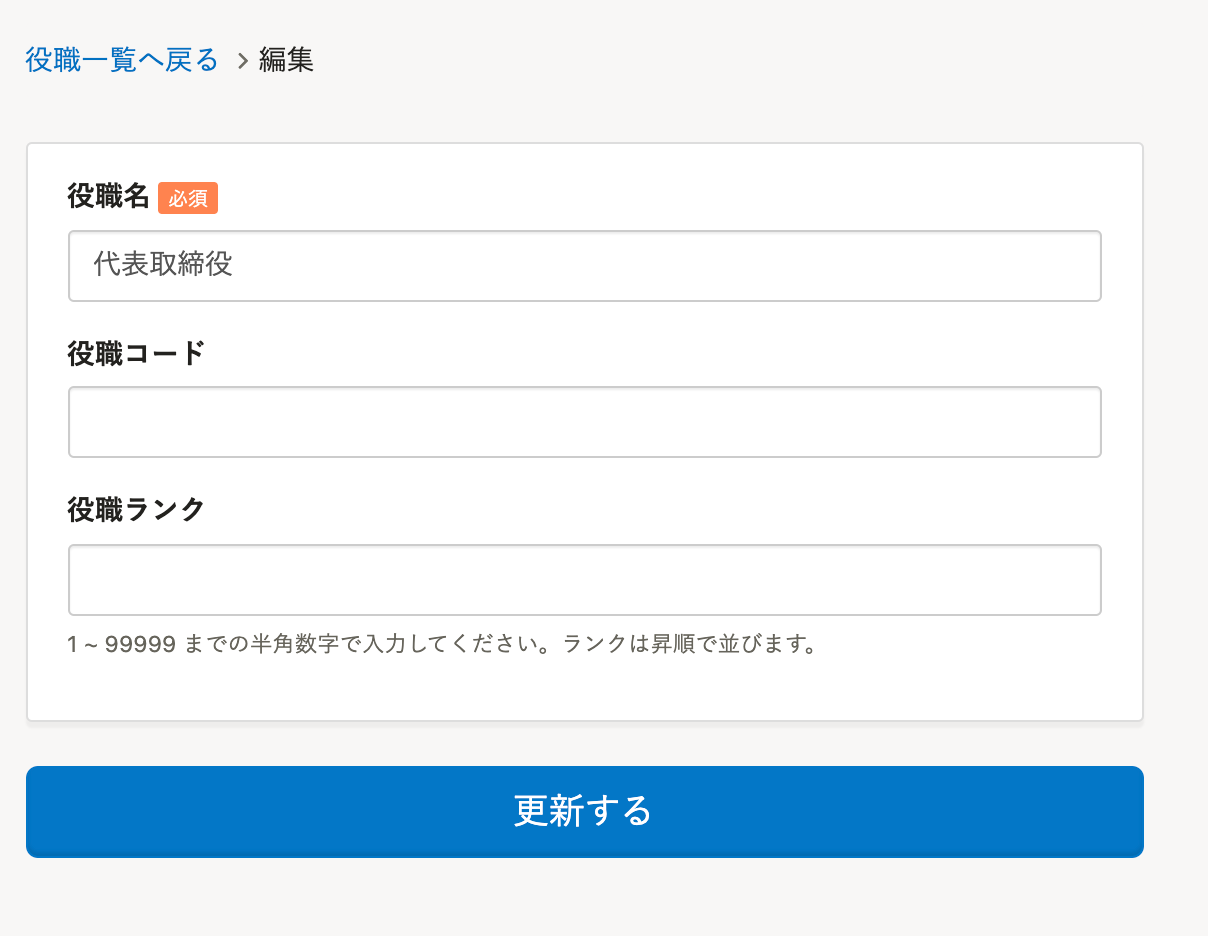 役職一覧へ戻る > 編集
役職名 必須
代表取締役
役職コード
役職ランク
1 ~ 99999 までの半角数字で入力してください。ランクは昇順で並びます。
更新する